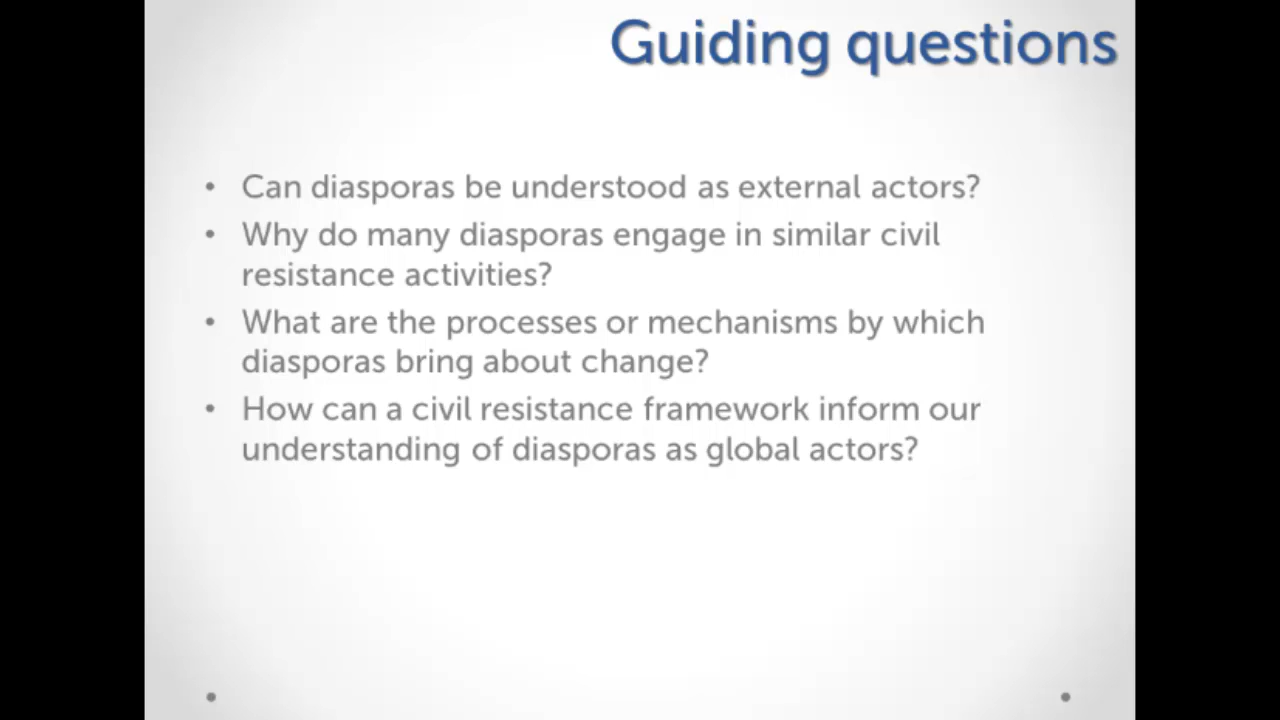 Guiding questions
• Can diasporas be understood as external actors?
• Why do many diasporas engage in similar civil
resistance activities?
• What are the processes or mechanisms by which
diasporas bring about change?
• How can a civil resistance framework inform our
understanding of diasporas as global actors?